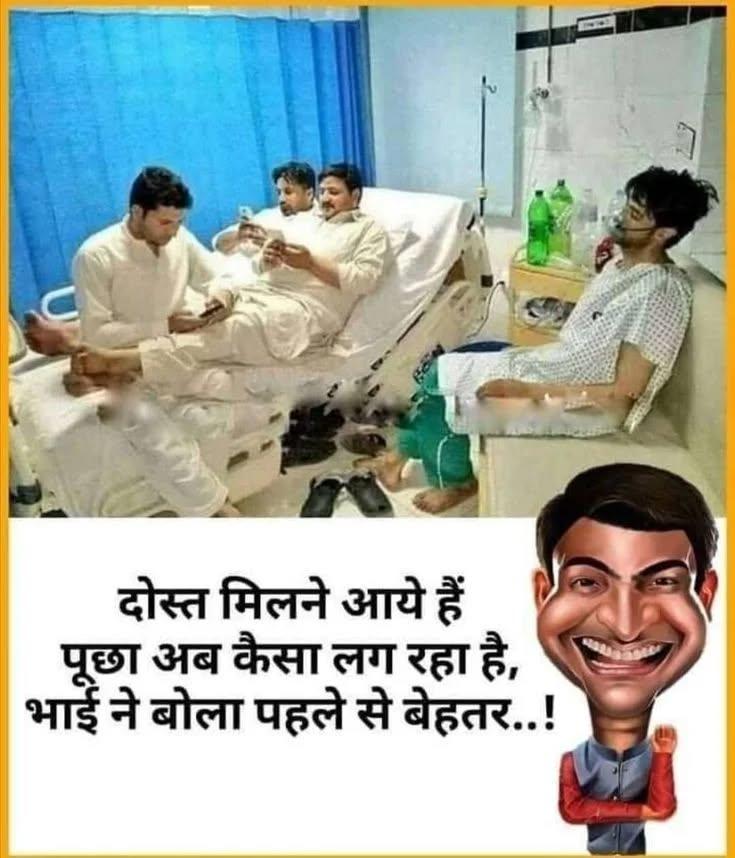 दोस्त मिलने आये हैं
पूछा अब कैसा लग रहा है,
भाई ने बोला पहले से बेहतर..!